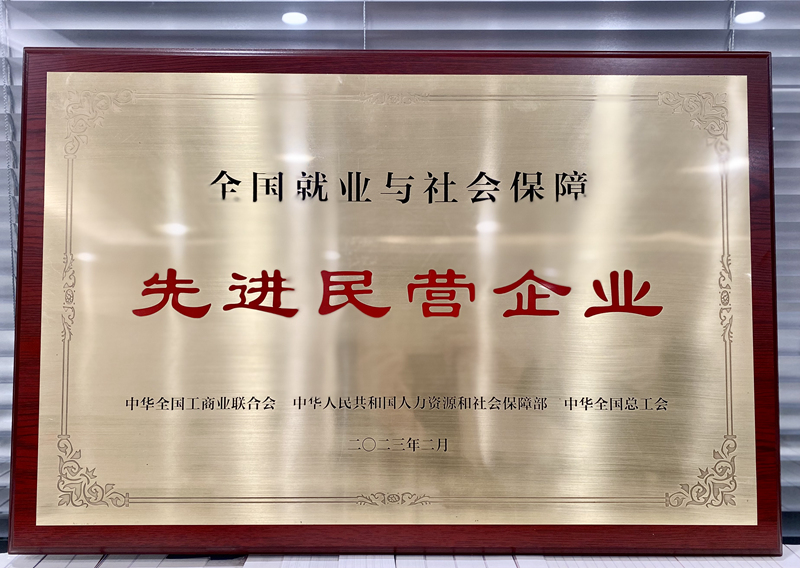 全国就业与社会保障
先进民营企业
中华全国工商业联合会 中华人民共和国人力资源和社会保障部 中华全国总工会
二〇二三年二月